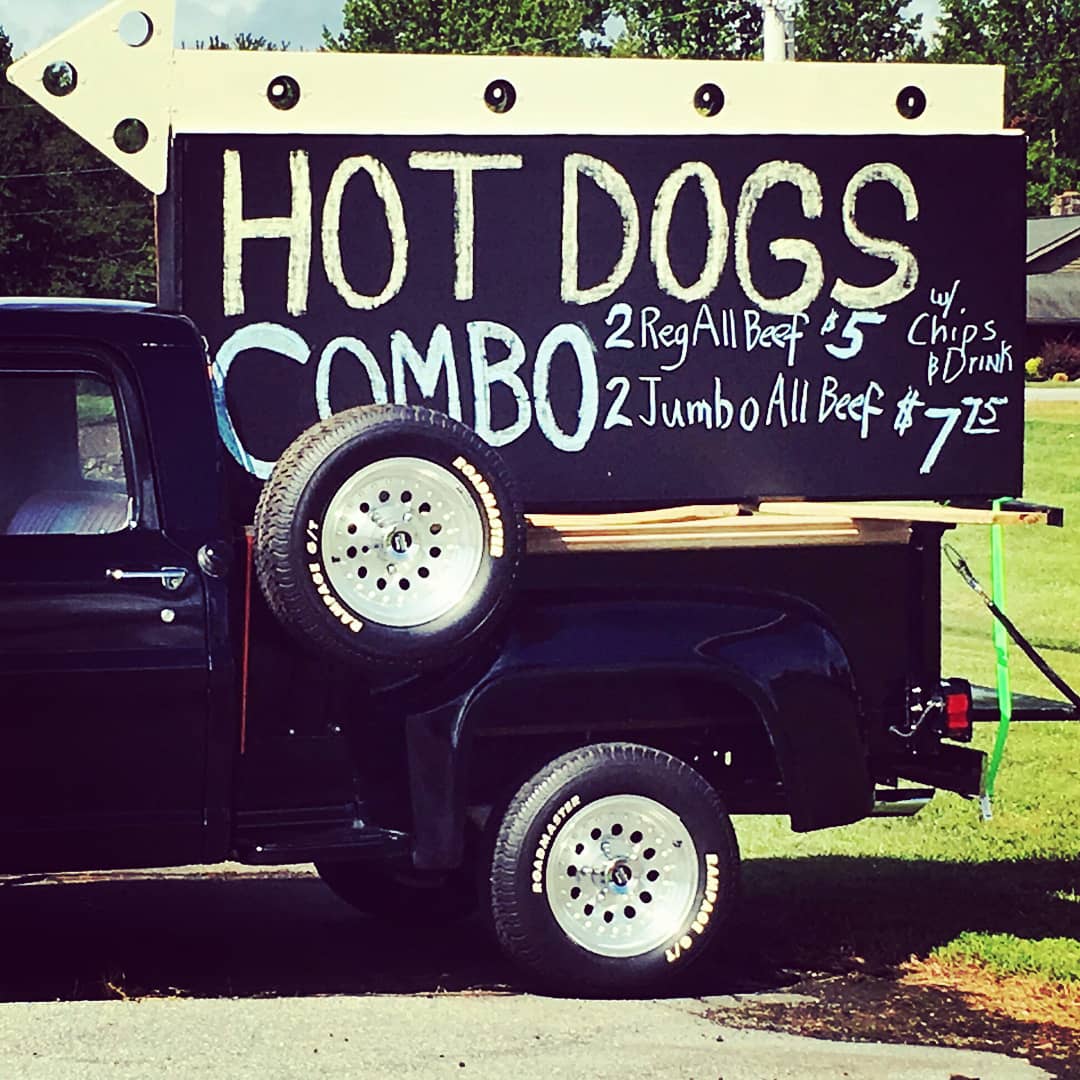 HOT DOGS
COMBO
2 Reg All Beef $5
2 Jumbo All Beef $7 75
w/.
Chips
& Drink
ROADMASTER
RAMPAGE G/T
ROADMASTER
RAMPAGE G/T